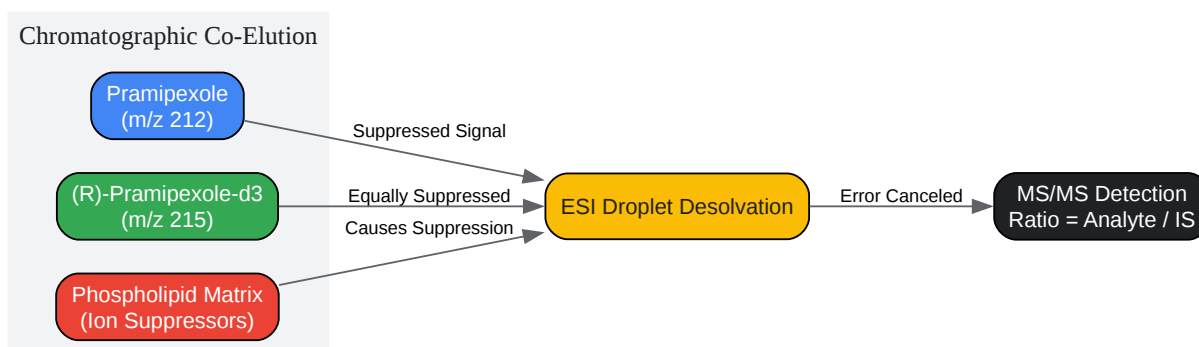 Chromatographic Co-Elution
Pramipexole
(m/z 212)
Suppressed Signal
(R)-Pramipexole-d3
(m/z 215)
Equally Suppressed
Causes Suppression
Phospholipid Matrix
(Ion Suppressors)
ESI Droplet Desolvation
Error Canceled
MS/MS Detection
Ratio = Analyte / IS